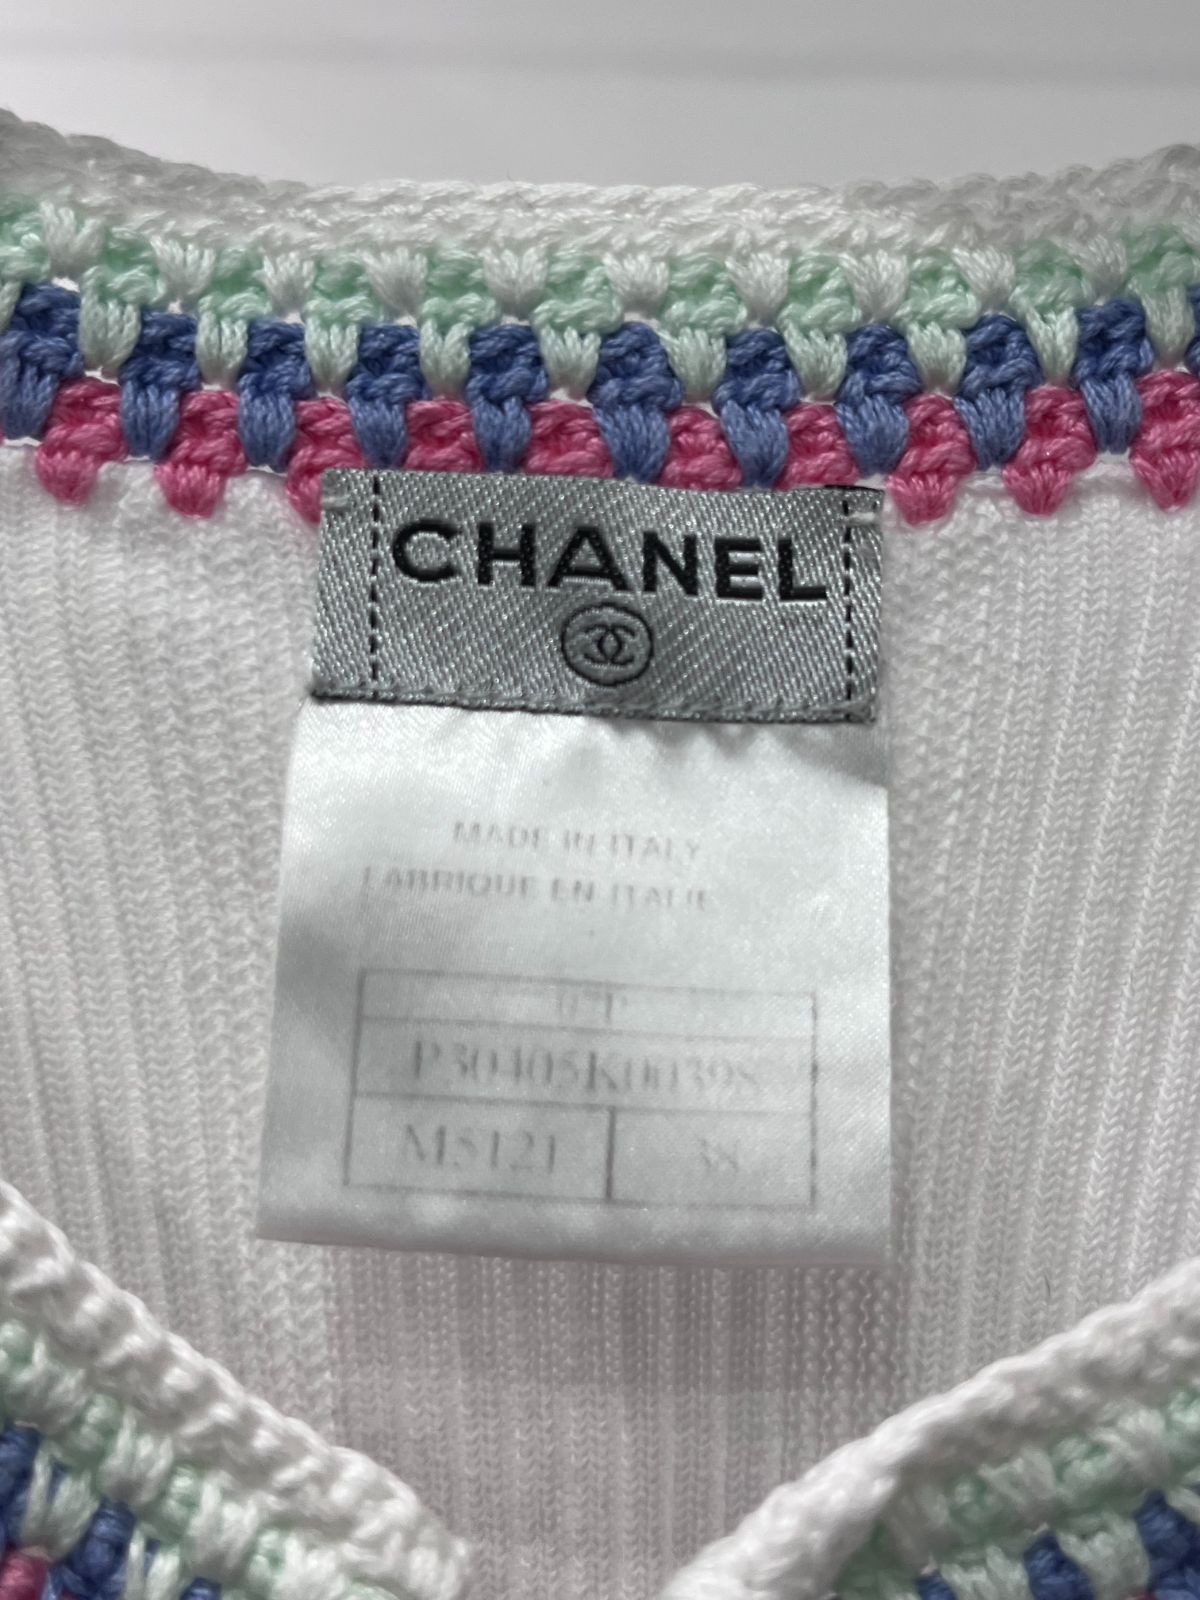 CHANEL
MADE IN ITALY
FABRIQUE EN ITALIE
P30405K00398
M5121 38